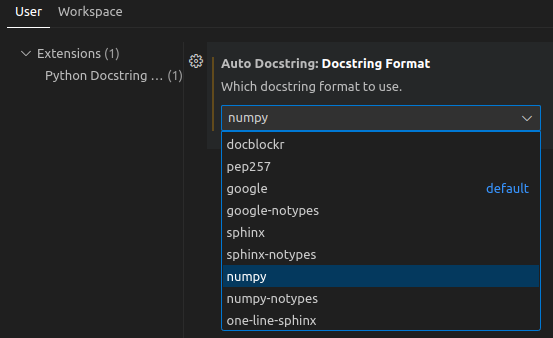 User
Workspace
Extensions (1)
Python Docstring ... (1)
Auto Docstring: Docstring Format
Which docstring format to use.
numpy
docblockr
pep257
google default
google-notypes
sphinx
sphinx-notypes
numpy
numpy-notypes
one-line-sphinx